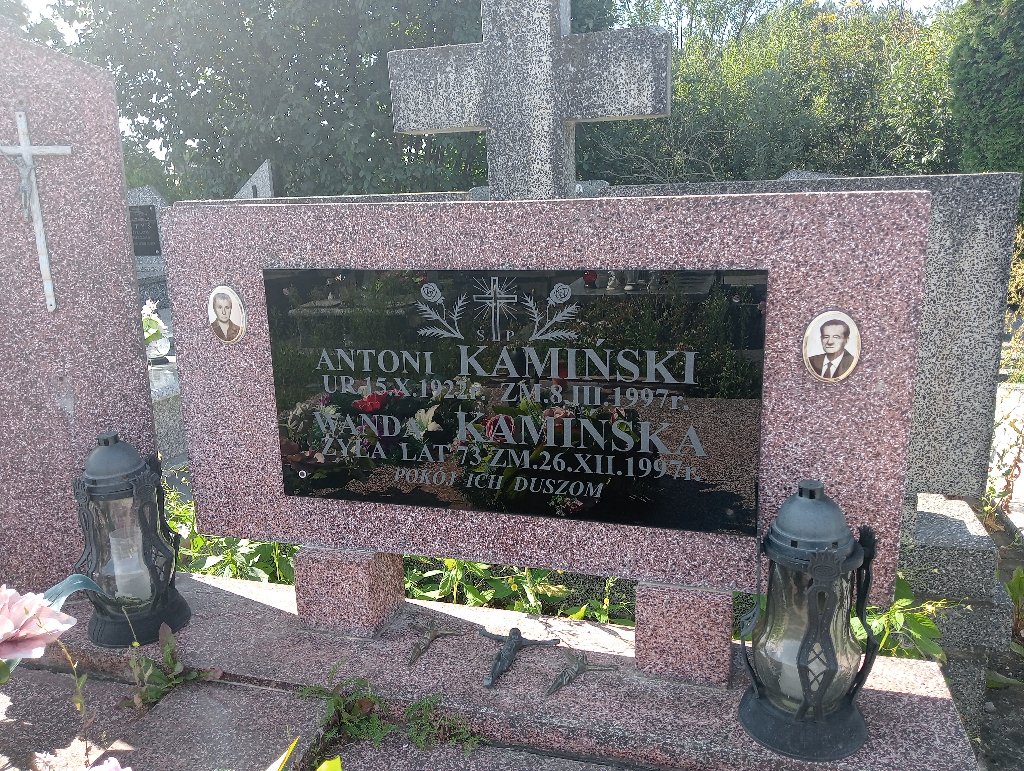 Ś P
ANTONI KAMIŃSKI
UR.15.X.1922r. ZM.8.III.1997r.
WANDA KAMIŃSKA
ŻYŁA LAT 73 ZM.26.XII.1997r.
POKÓJ ICH DUSZOM